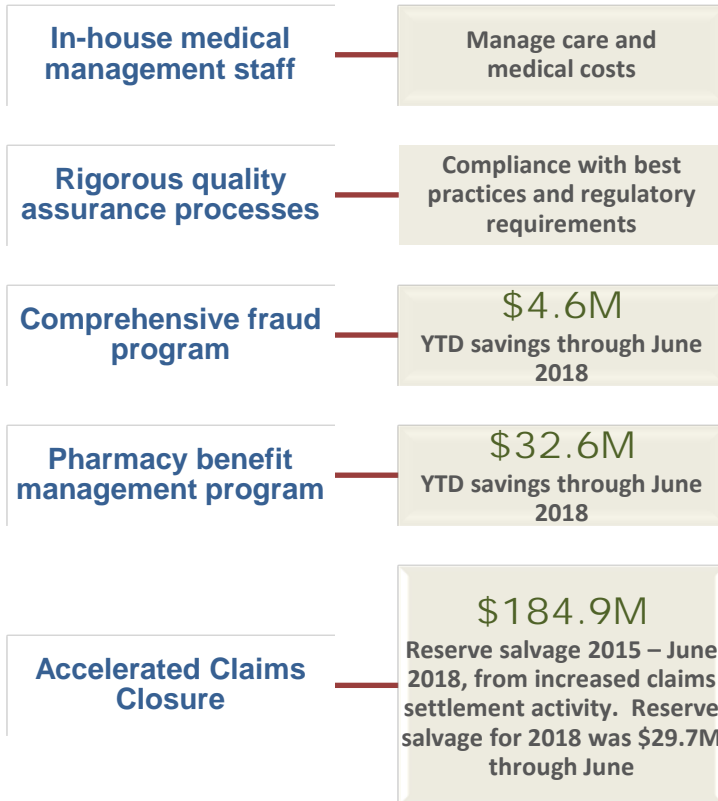 In-house medical
management staff
Manage care and
medical costs
Rigorous quality
assurance processes
Compliance with best
practices and regulatory
requirements
Comprehensive fraud
program
$4.6M
YTD savings through June
2018
Pharmacy benefit
management program
$32.6M
YTD savings through June
2018
Accelerated Claims
Closure
$184.9M
Reserve salvage 2015 – June
2018, from increased claims
settlement activity.  Reserve
salvage for 2018 was $29.7M
through June